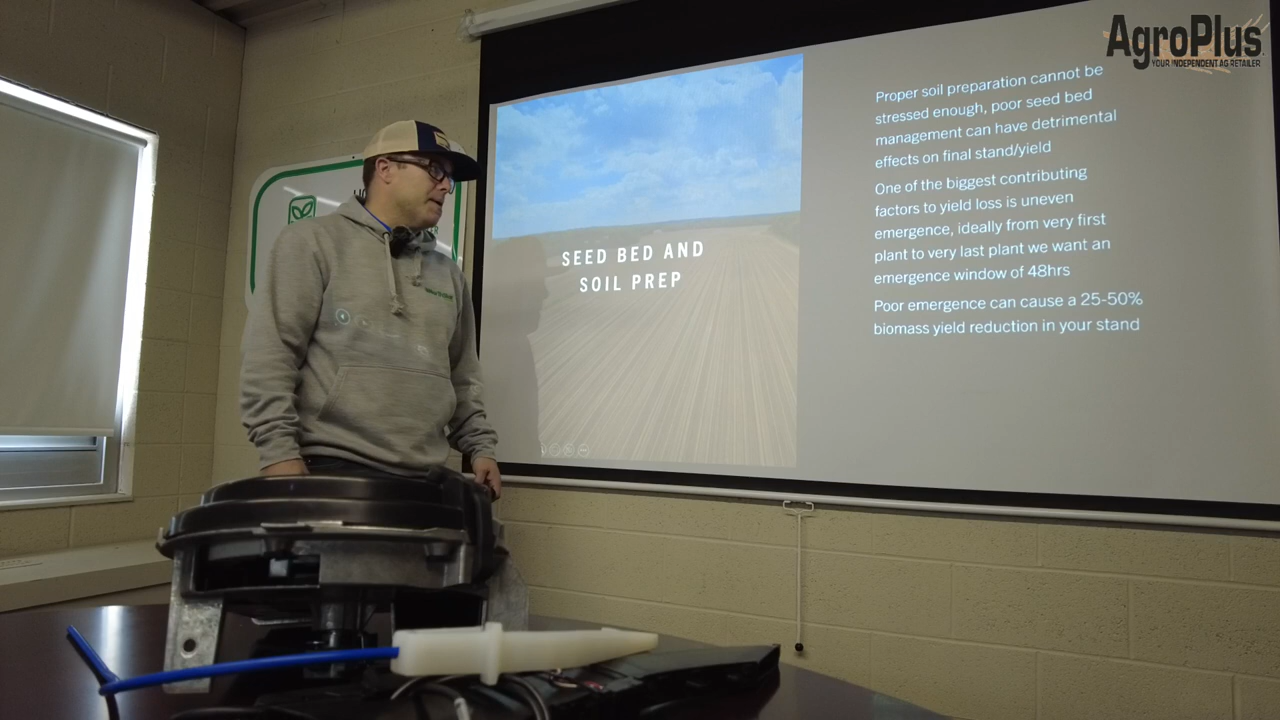 AgroPlus
YOUR INDEPENDENT AG RETAILER
SEED BED AND
SOIL PREP
Proper soil preparation cannot be
stressed enough, poor seed bed
management can have detrimental
effects on final stand/yield
One of the biggest contributing
factors to yield loss is uneven
emergence, ideally from very first
plant to very last plant we want an
emergence window of 48hrs
Poor emergence can cause a 25-50%
biomass yield reduction in your stand